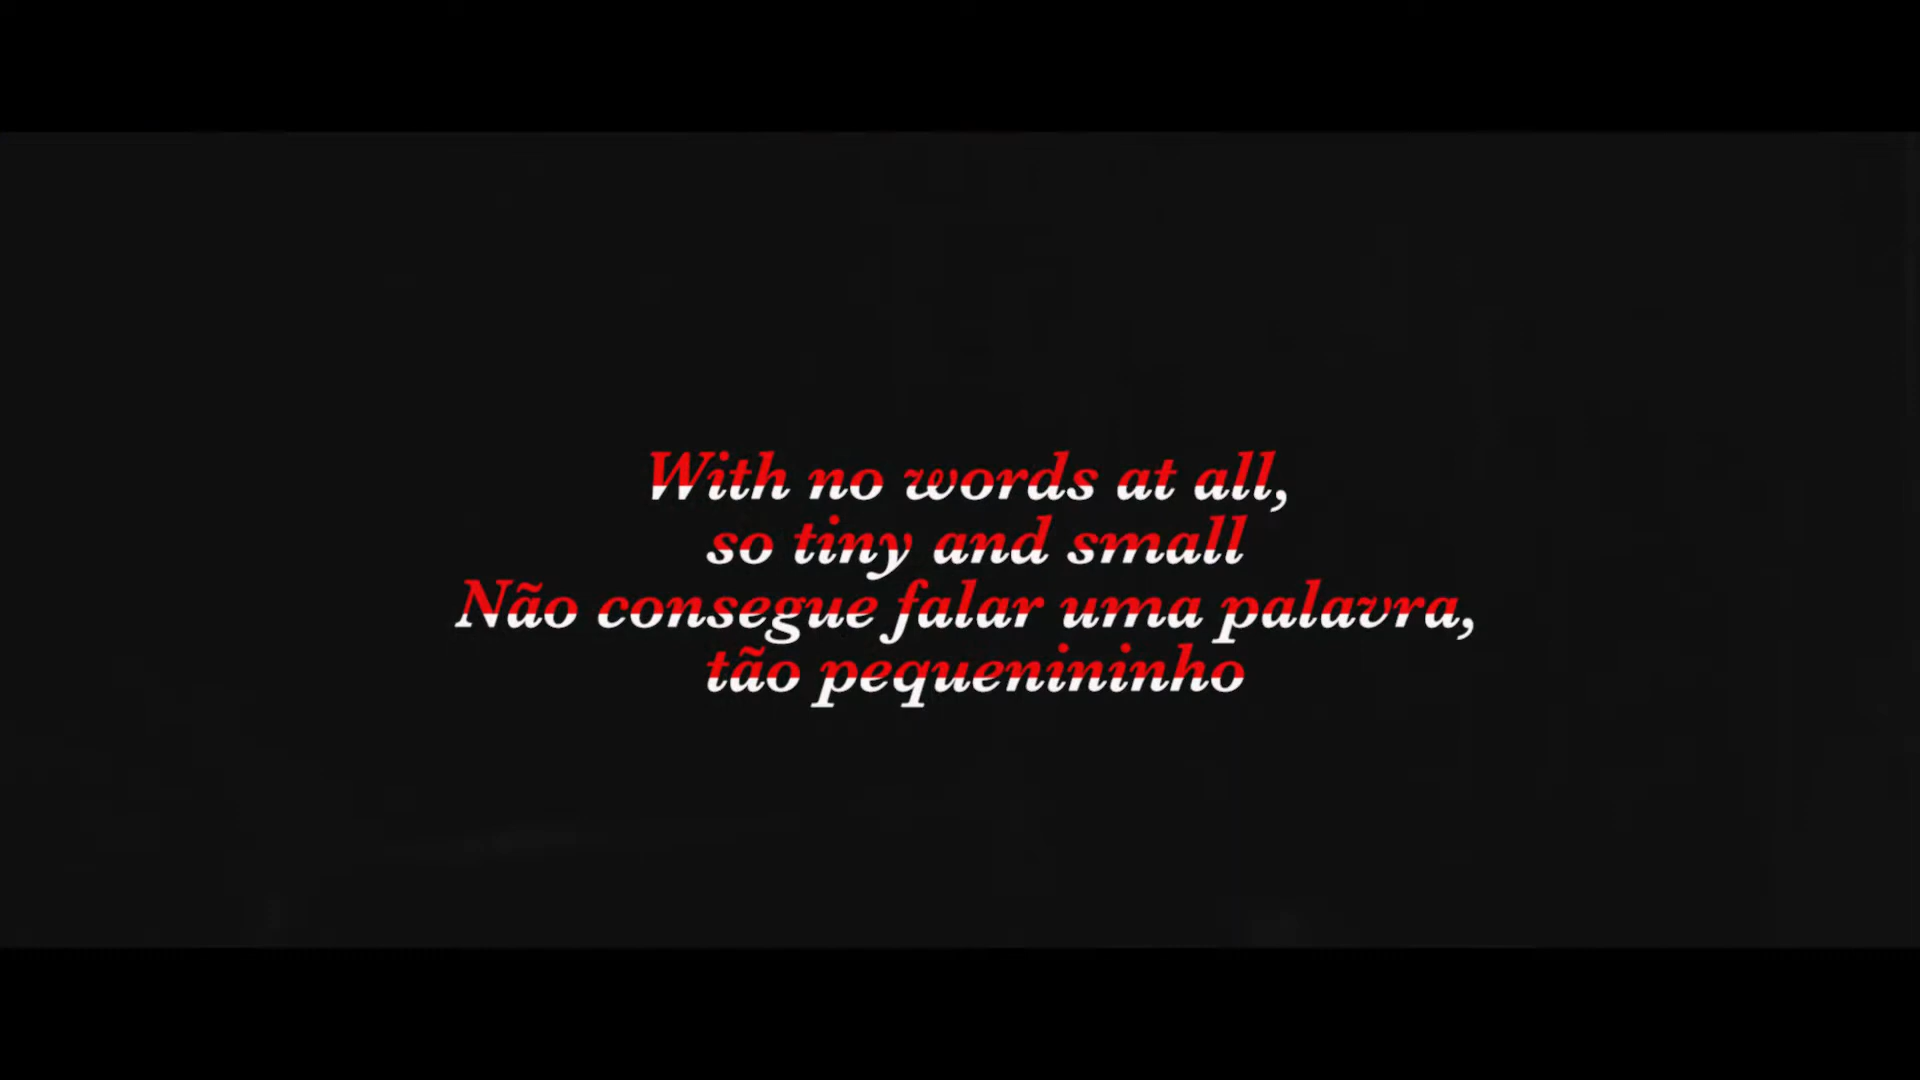 With no words at all,
so tiny and small
Não consegue falar uma palavra,
tão pequenininho